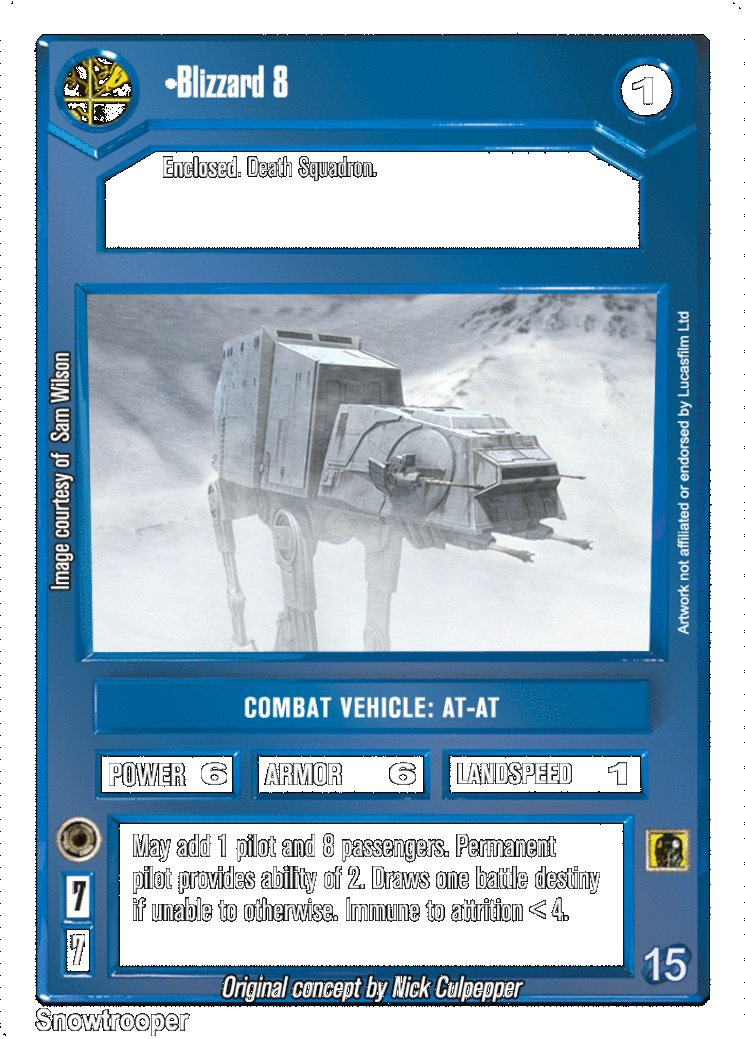 •Blizzard 8
1
Enclosed. Death Squadron.
Image courtesy of Sam Wilson
Artwork not affiliated or endorsed by Lucasfilm Ltd
COMBAT VEHICLE: AT-AT
POWER 6
ARMOR 6
LANDSPEED 1
May add 1 pilot and 8 passengers. Permanent
pilot provides ability of 2. Draws one battle destiny
if unable to otherwise. Immune to attrition < 4.
7
7
15
Original concept by Nick Culpepper
Snowtrooper